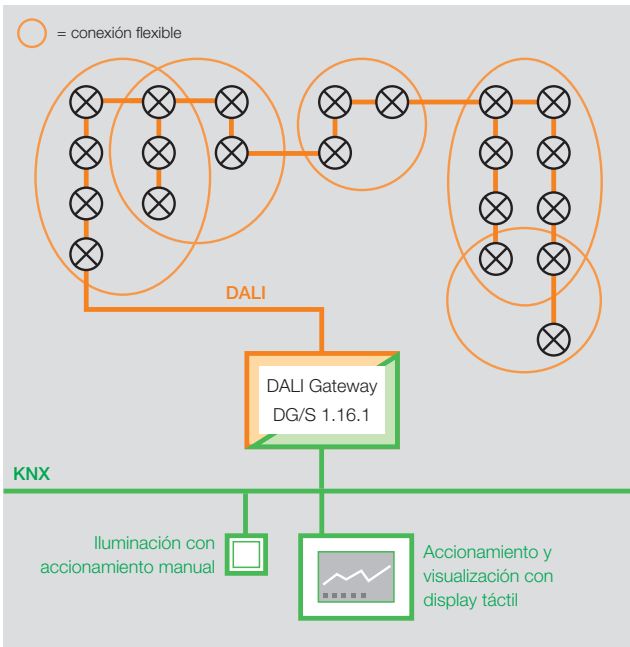 = conexión flexible
DALI
DALI Gateway
DG/S 1.16.1
KNX
Iluminación con
accionamiento manual
Accionamiento y
visualización con
display táctil